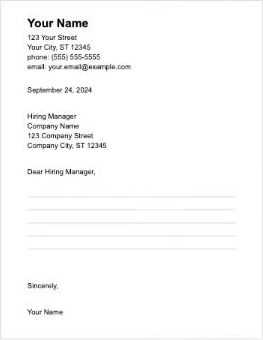 Your Name
123 Your Street
Your City, ST 12345
phone: (555) 555-5555
email: your.email@example.com
September 24, 2024
Hiring Manager
Company Name
123 Company Street
Company City, ST 12345
Dear Hiring Manager,
Sincerely,
Your Name